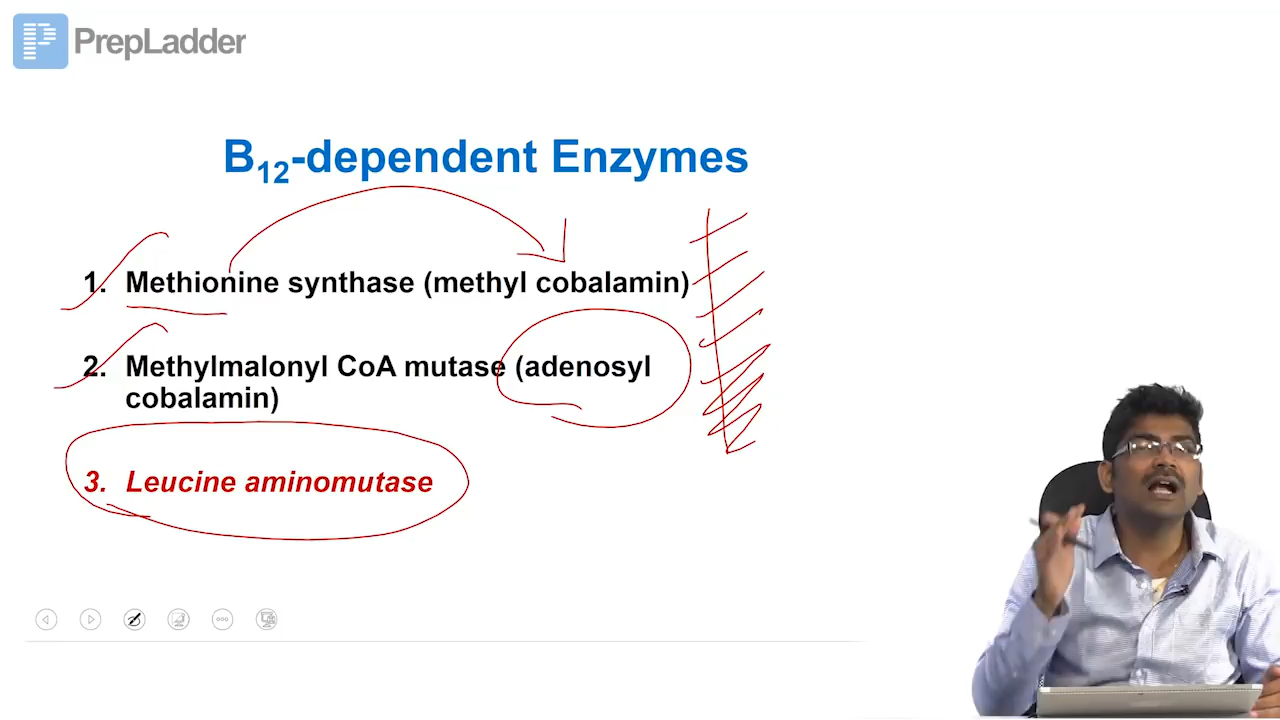 PrepLadder
B12-dependent Enzymes
1. Methionine synthase (methyl cobalamin)
2. Methylmalonyl CoA mutase (adenosyl
cobalamin)
3. Leucine aminomutase